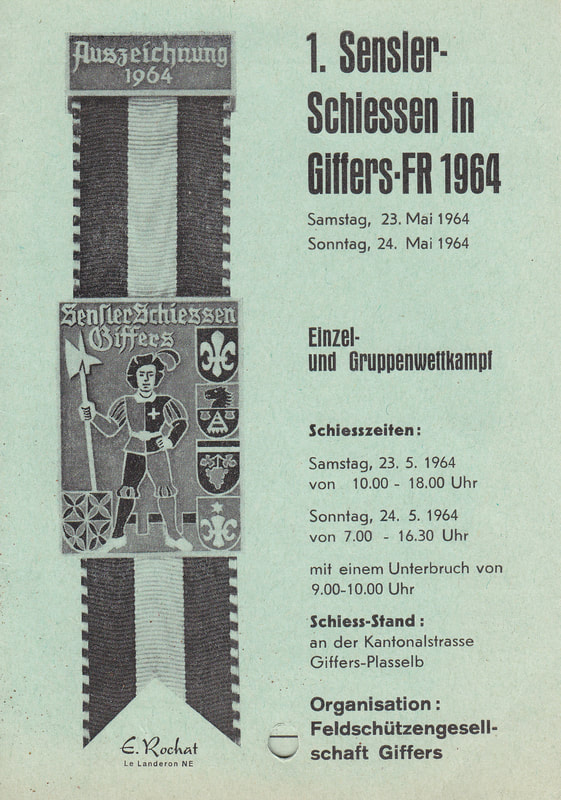 Auszeichnung
1964
Sensler Schiessen
Giffers
E. Rochat
Le Landeron NE
1. Sensler-
Schiessen in
Giffers-FR 1964
Samstag, 23. Mai 1964
Sonntag, 24. Mai 1964
Einzel-
und Gruppenwettkampf
Schiesszeiten:
Samstag, 23. 5. 1964
von 10.00 - 18.00 Uhr
Sonntag, 24. 5. 1964
von 7.00 - 16.30 Uhr
mit einem Unterbruch von
9.00-10.00 Uhr
Schiess-Stand:
an der Kantonalstrasse
Giffers-Plasselb
Organisation:
Feldschützengesell-
schaft Giffers